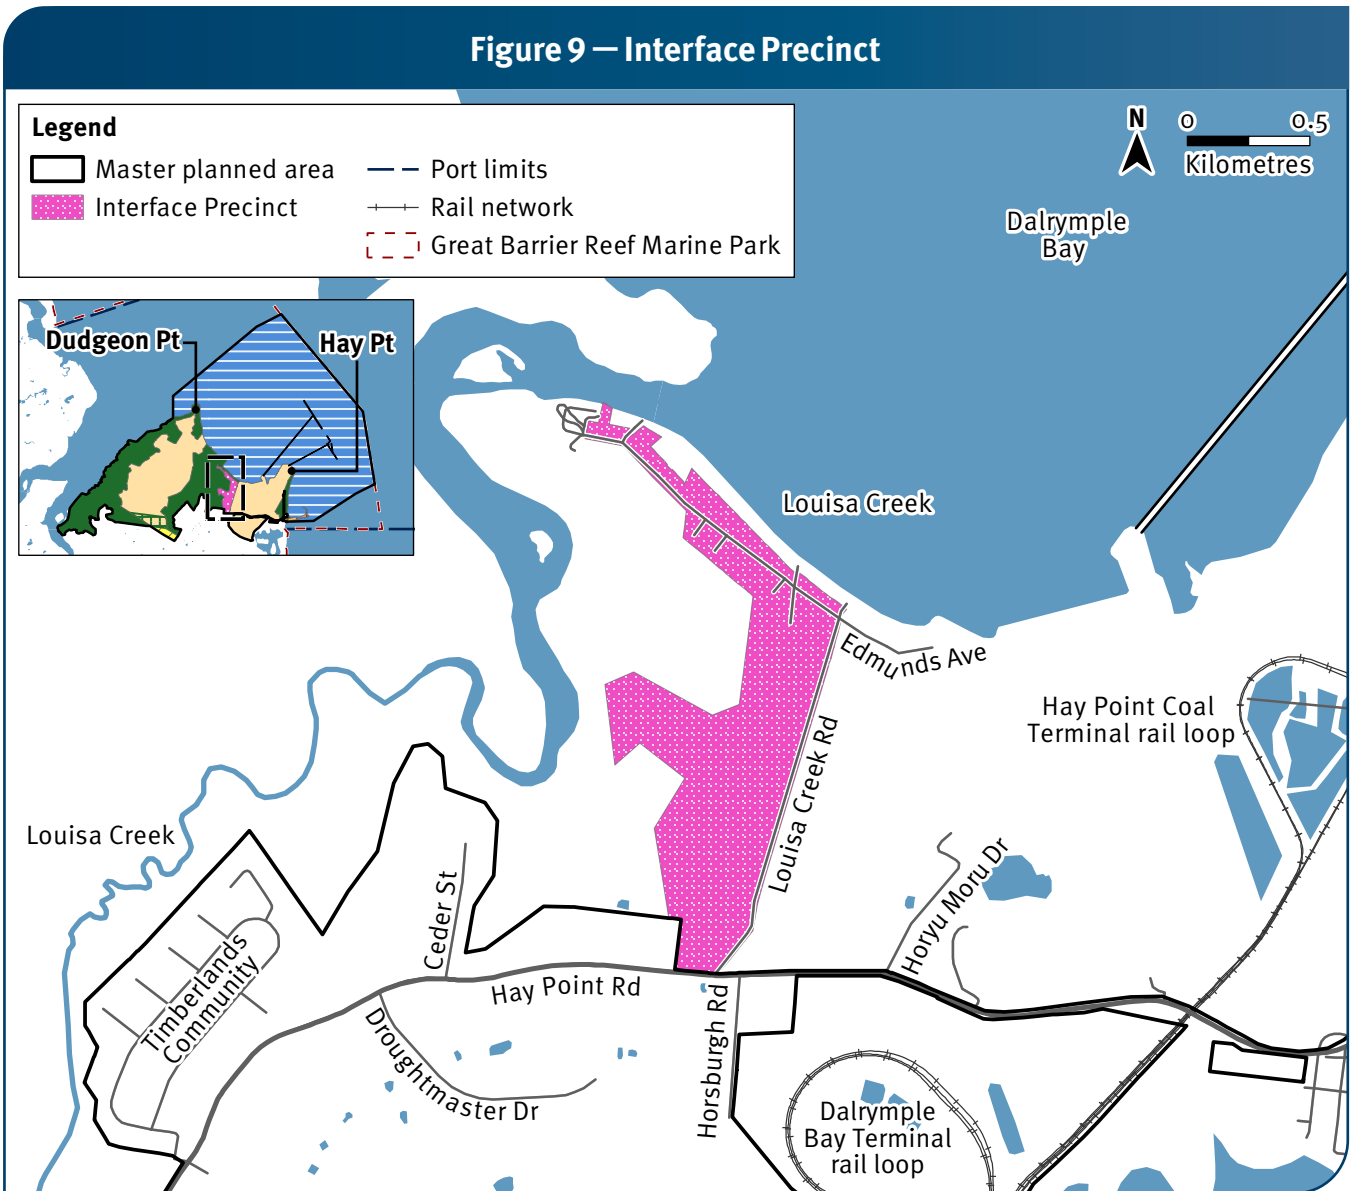 Figure 9 — Interface Precinct
Legend
Master planned area
Interface Precinct
Port limits
Rail network
Great Barrier Reef Marine Park
N
0 0.5
Kilometres
Dalrymple
Bay
Dudgeon Pt
Hay Pt
Louisa Creek
Edmunds Ave
Hay Point Coal
Terminal rail loop
Louisa Creek Rd
Louisa Creek
Ceder St
Horyu Moru Dr
Timberlands
Community
Hay Point Rd
Droughtmaster Dr
Horsburgh Rd
Dalrymple
Bay Terminal
rail loop